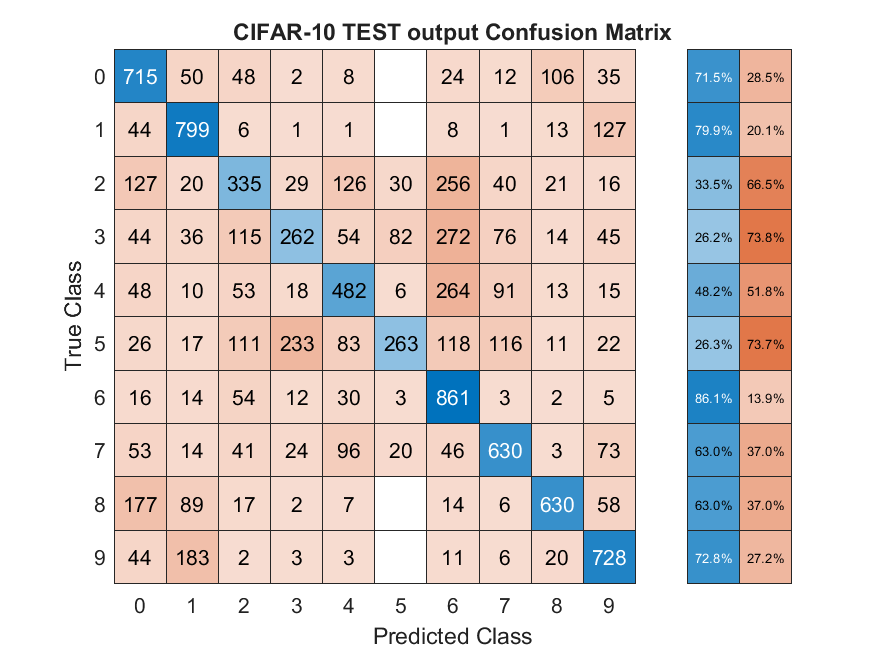 CIFAR-10 TEST output Confusion Matrix
0 715 50 48 2 8 24 12 106 35 71.5% 28.5%
1 44 799 6 1 1 8 1 13 127 79.9% 20.1%
2 127 20 335 29 126 30 256 40 21 16 33.5% 66.5%
3 44 36 115 262 54 82 272 76 14 45 26.2% 73.8%
4 48 10 53 18 482 6 264 91 13 15 48.2% 51.8%
5 26 17 111 233 83 263 118 116 11 22 26.3% 73.7%
6 16 14 54 12 30 3 861 3 2 5 86.1% 13.9%
7 53 14 41 24 96 20 46 630 3 73 63.0% 37.0%
8 177 89 17 2 7 14 6 630 58 63.0% 37.0%
9 44 183 2 3 3 11 6 20 728 72.8% 27.2%
0 1 2 3 4 5 6 7 8 9
Predicted Class
True Class